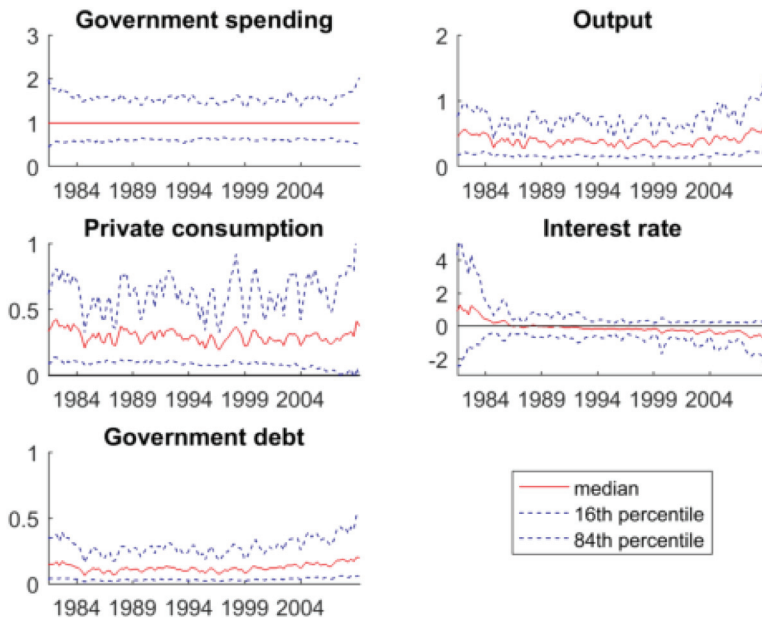 Government spending
3
2
1
0
1984 1989 1994 1999 2004
Output
2
1
0
1984 1989 1994 1999 2004
Private consumption
1
0.5
0
1984 1989 1994 1999 2004
Interest rate
4
2
0
-2
1984 1989 1994 1999 2004
Government debt
1
0.5
0
1984 1989 1994 1999 2004
median
16th percentile
84th percentile